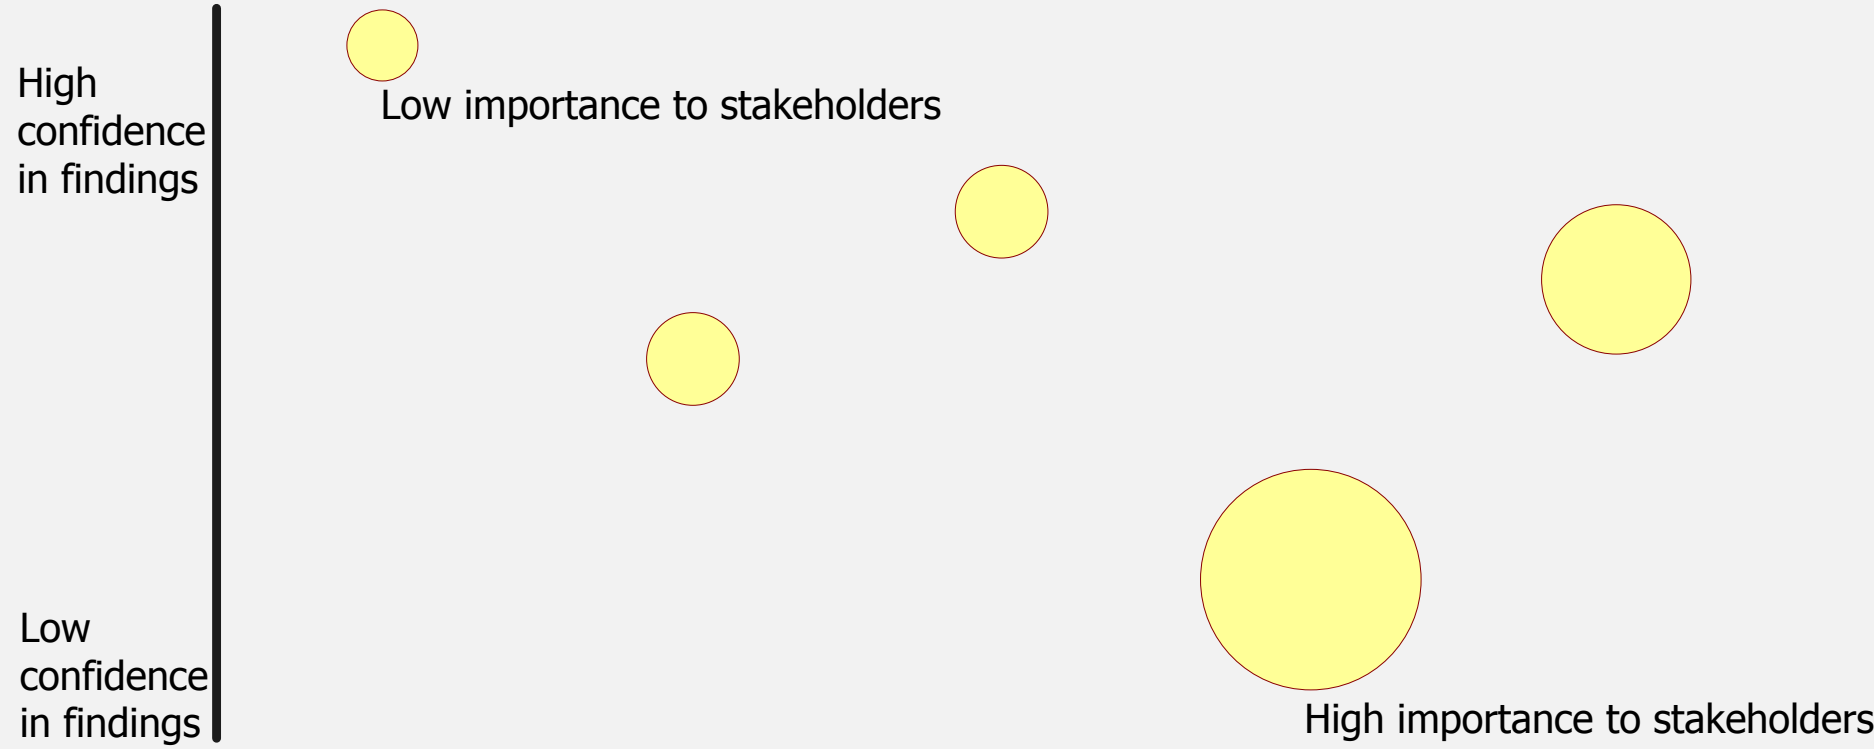 High
confidence
in findings
Low importance to stakeholders
Low
confidence
in findings
High importance to stakeholders